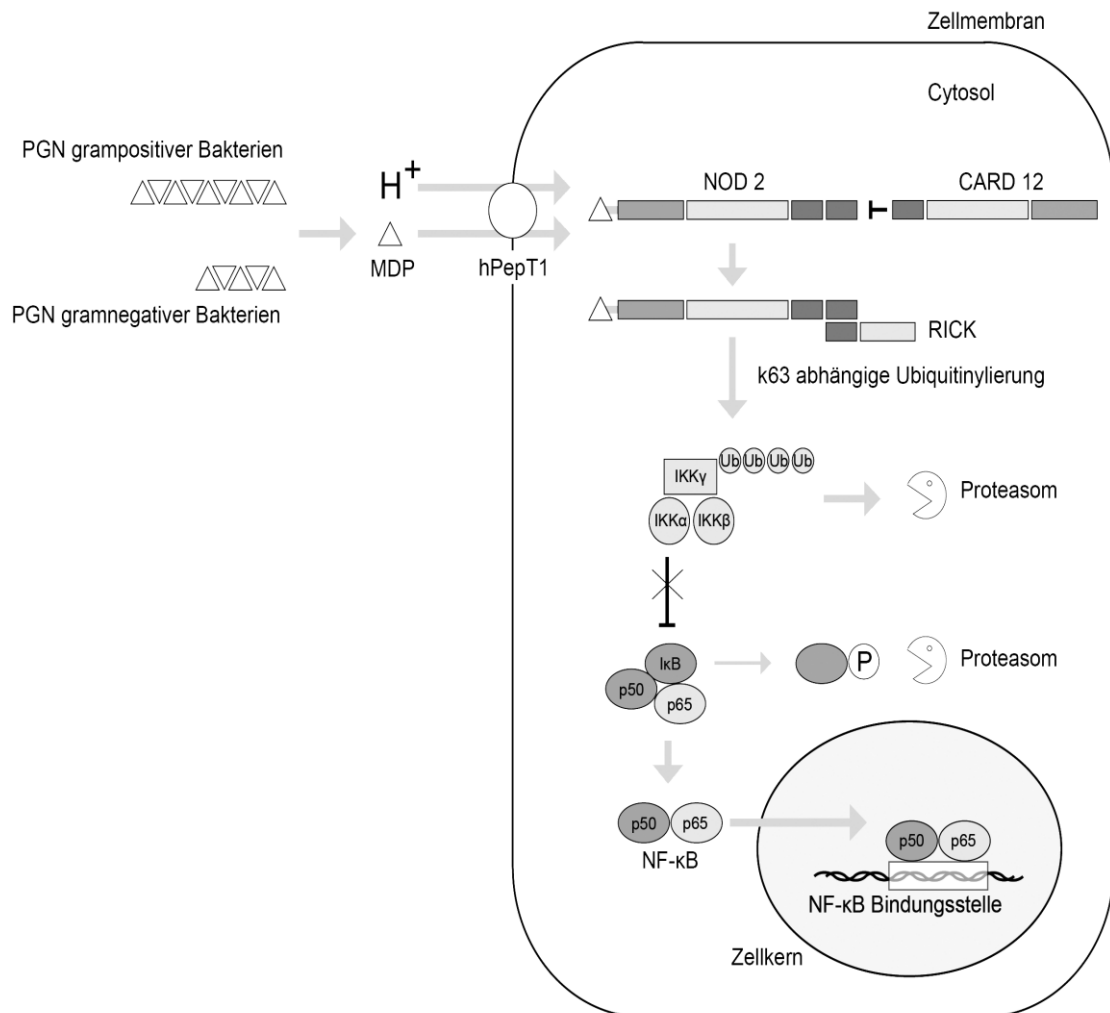 Zellmembran
Cytosol
PGN grampositiver Bakterien
H+
MDP
PGN gramnegativer Bakterien
hPepT1
NOD 2
CARD 12
RICK
k63 abhängige Ubiquitinylierung
Ub Ub Ub Ub
IKKγ
IKKα IKKβ
Proteasom
IκB
p50
p65
P
Proteasom
p50 p65
NF-κB
p50 p65
NF-κB Bindungsstelle
Zellkern